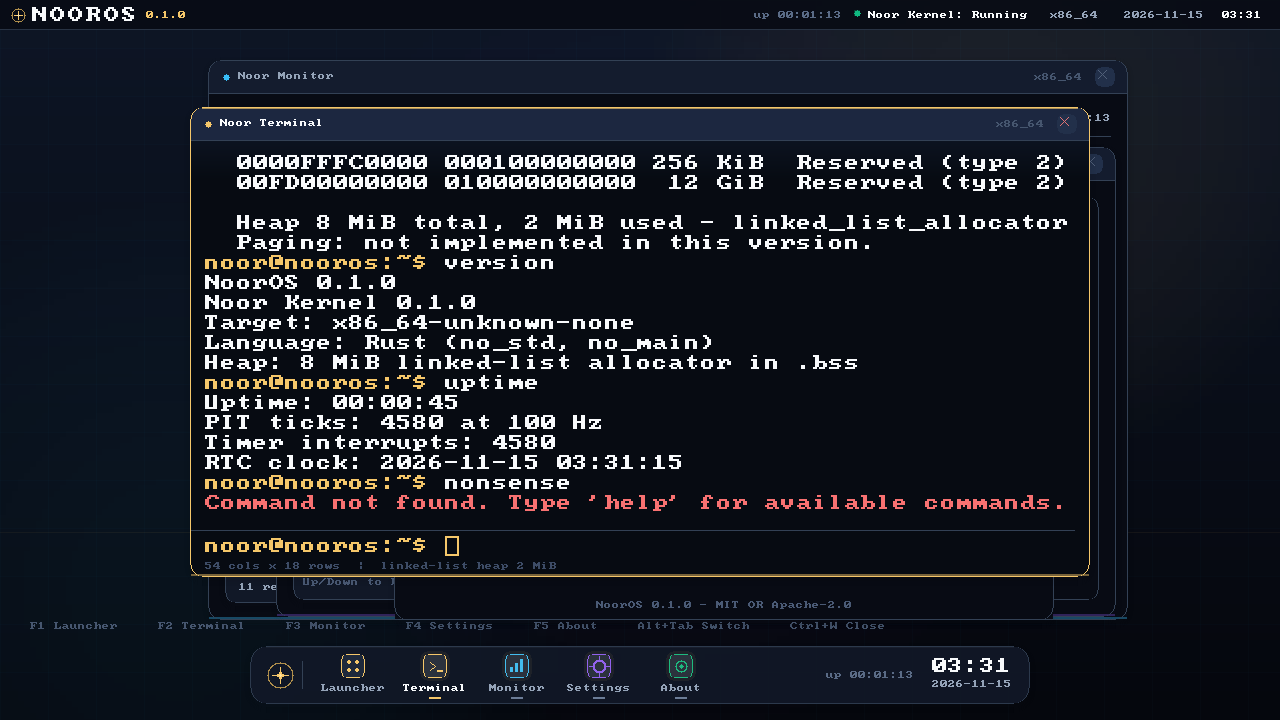 NOOROS 0.1.0 up 00:01:13 Noor Kernel: Running x86_64 2026-11-15 03:31
Noor Monitor x86_64
:13
Noor Terminal x86_64
0000FFFC0000 000100000000 256 KiB Reserved (type 2)
00FD00000000 010000000000 12 GiB Reserved (type 2)
Heap 8 MiB total, 2 MiB used - linked_list_allocator
Paging: not implemented in this version.
noor@nooros:~$ version
NoorOS 0.1.0
Noor Kernel 0.1.0
Target: x86_64-unknown-none
Language: Rust (no_std, no_main)
Heap: 8 MiB linked-list allocator in .bss
noor@nooros:~$ uptime
Uptime: 00:00:45
PIT ticks: 4580 at 100 Hz
Timer interrupts: 4580
RTC clock: 2026-11-15 03:31:15
noor@nooros:~$ nonsense
Command not found. Type 'help' for available commands.
noor@nooros:~$
54 cols x 18 rows | linked-list heap 2 MiB
11 re
Up/Down to
NoorOS 0.1.0 - MIT OR Apache-2.0
F1 Launcher F2 Terminal F3 Monitor F4 Settings F5 About Alt+Tab Switch Ctrl+W Close
Launcher Terminal Monitor Settings About up 00:01:13 03:31
2026-11-15